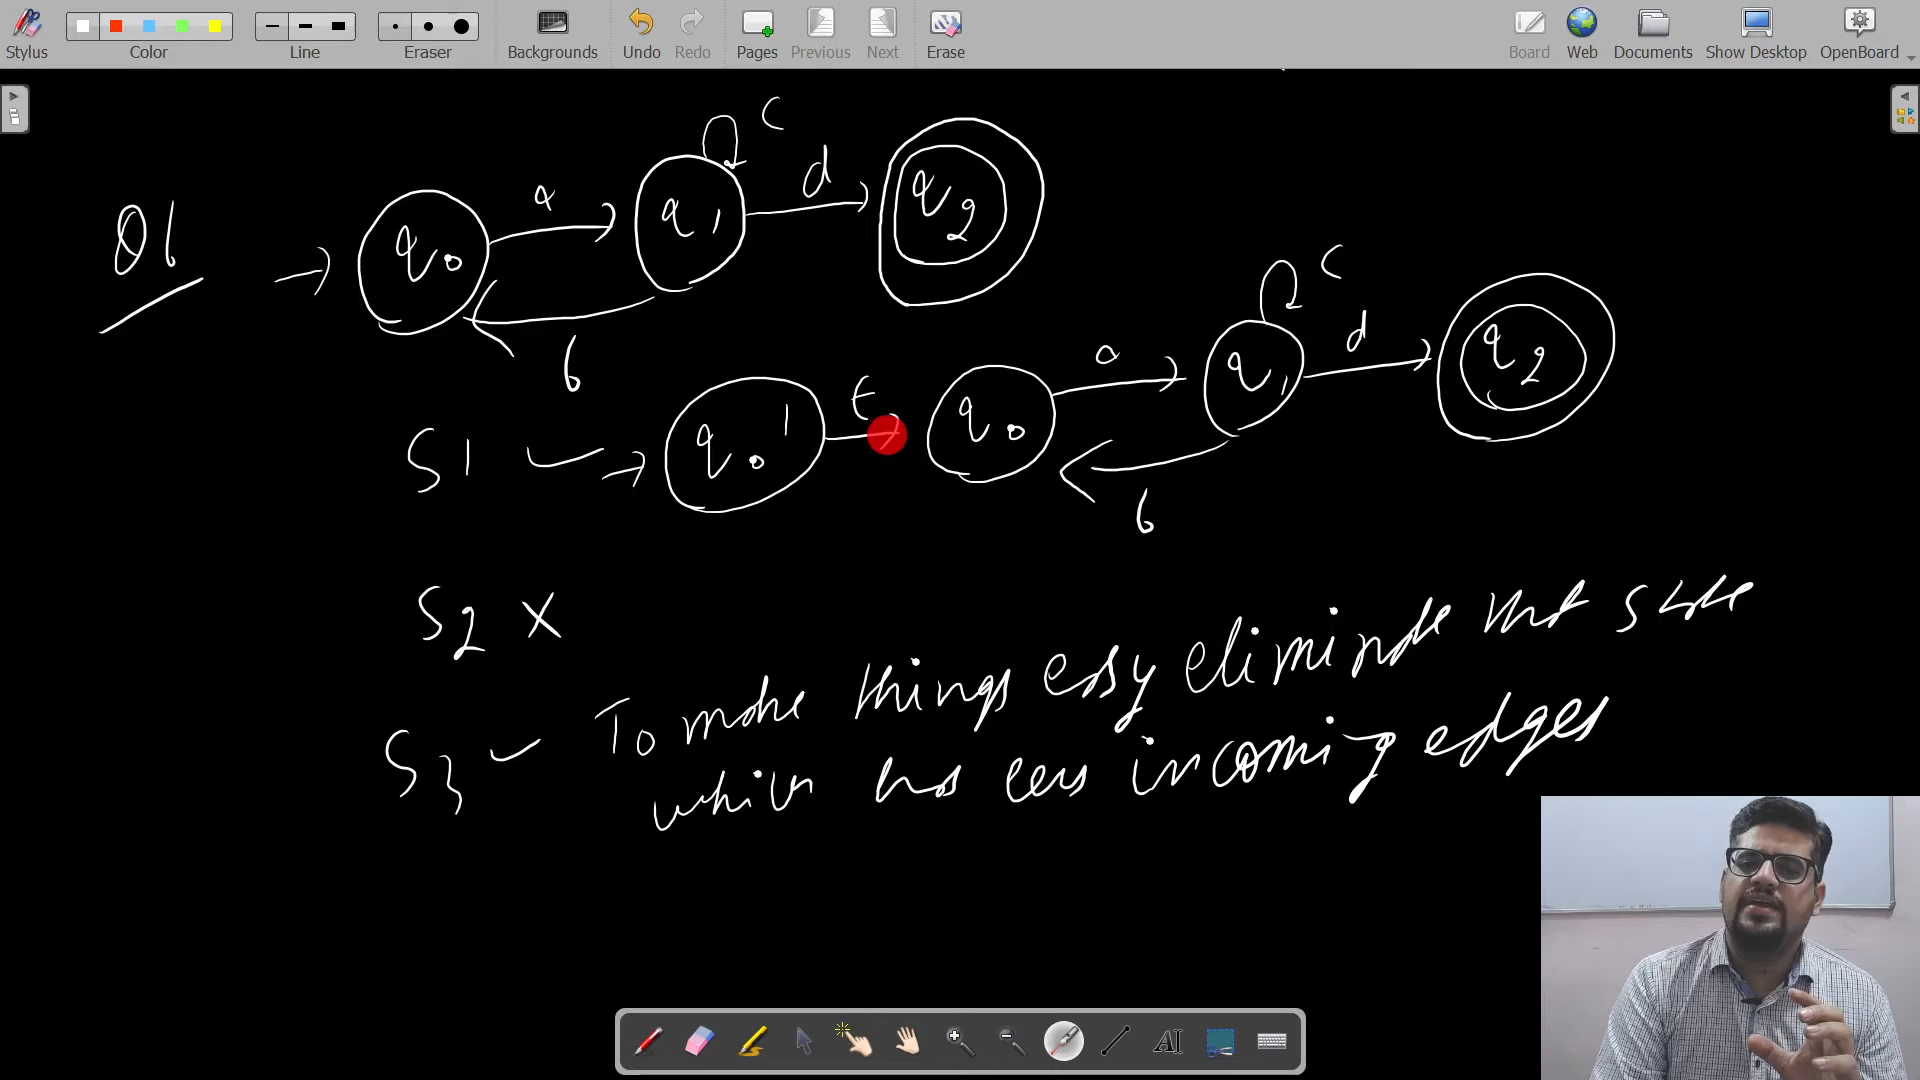 Stylus Color Line Eraser Backgrounds Undo Redo Pages Previous Next Erase Board Web Documents Show Desktop OpenBoard
c
a d
01 → q0 q1 q2
b
c
a d
S1 ✓ → q0' ε q0 q1 q2
b
S2 X
S3 ✓ To make things easy eliminate that state
which has less incoming edges